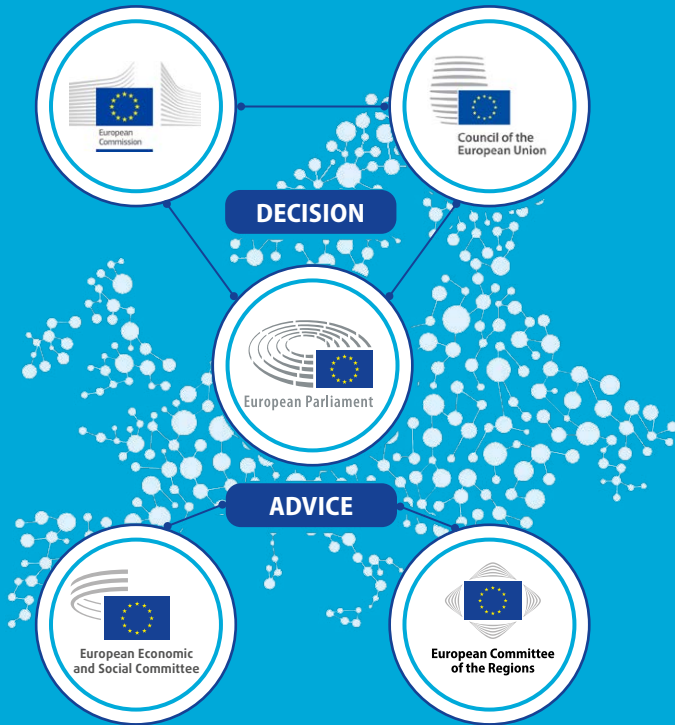 European
Commission
Council of the
European Union
DECISION
European Parliament
ADVICE
European Economic
and Social Committee
European Committee
of the Regions